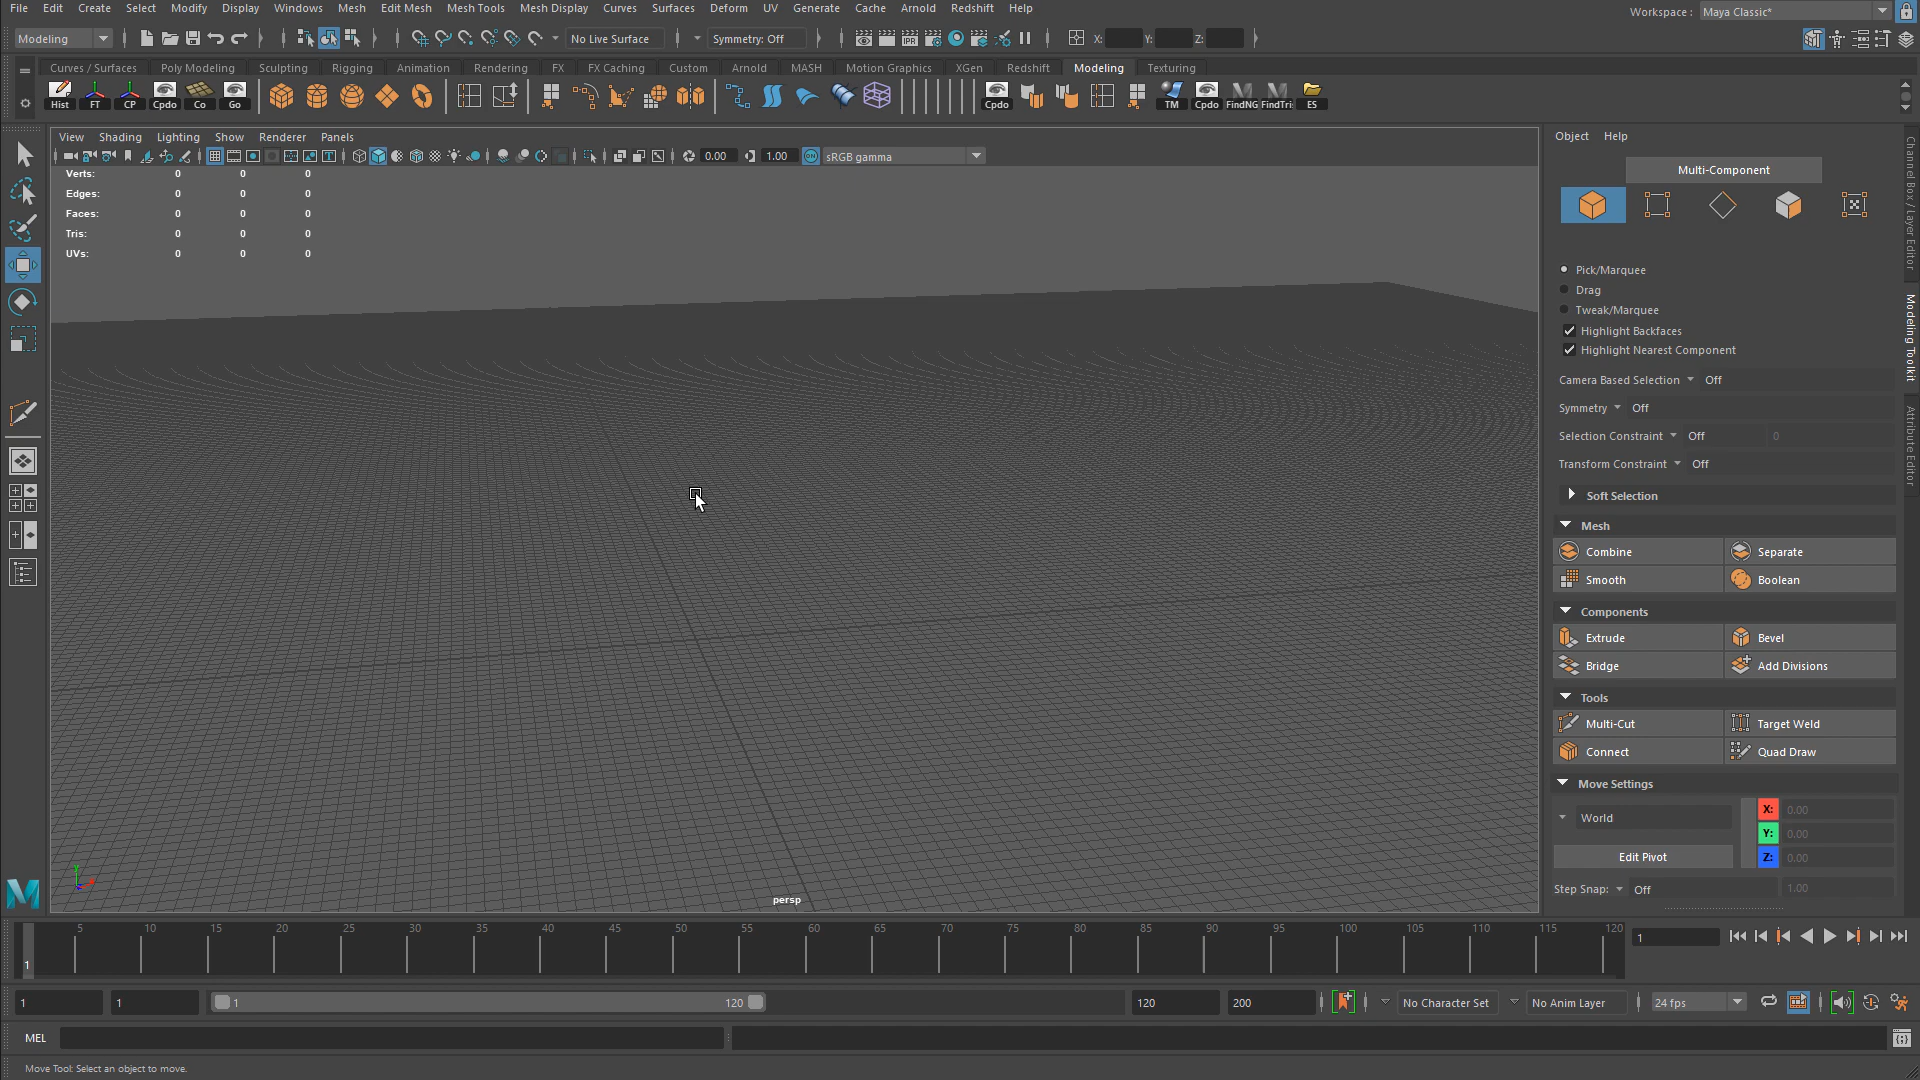 File Edit Create Select Modify Display Windows Mesh Edit Mesh Mesh Tools Mesh Display Curves Surfaces Deform UV Generate Cache Arnold Redshift Help
Workspace : Maya Classic*
Modeling No Live Surface Symmetry: Off X: Y: Z:
Curves / Surfaces Poly Modeling Sculpting Rigging Animation Rendering FX FX Caching Custom Arnold MASH Motion Graphics XGen Redshift Modeling Texturing
Hist FT CP Cpdo Co Go Cpdo TM Cpdo FindNG FindTri ES
View Shading Lighting Show Renderer Panels
0.00 1.00 ON sRGB gamma
Verts: 0 0 0
Edges: 0 0 0
Faces: 0 0 0
Tris: 0 0 0
UVs: 0 0 0
persp
Object Help
Multi-Component
Pick/Marquee
Drag
Tweak/Marquee
Highlight Backfaces
Highlight Nearest Component
Camera Based Selection Off
Symmetry Off
Selection Constraint Off 0
Transform Constraint Off
Soft Selection
Mesh
Combine Separate
Smooth Boolean
Components
Extrude Bevel
Bridge Add Divisions
Tools
Multi-Cut Target Weld
Connect Quad Draw
Move Settings
World X: 0.00
Y: 0.00
Edit Pivot Z: 0.00
Step Snap: Off 1.00
Channel Box / Layer Editor
Modeling Toolkit
Attribute Editor
5 10 15 20 25 30 35 40 45 50 55 60 65 70 75 80 85 90 95 100 105 110 115 120
1 1
1 1 1 120 120 200 No Character Set No Anim Layer 24 fps
MEL
Move Tool: Select an object to move.